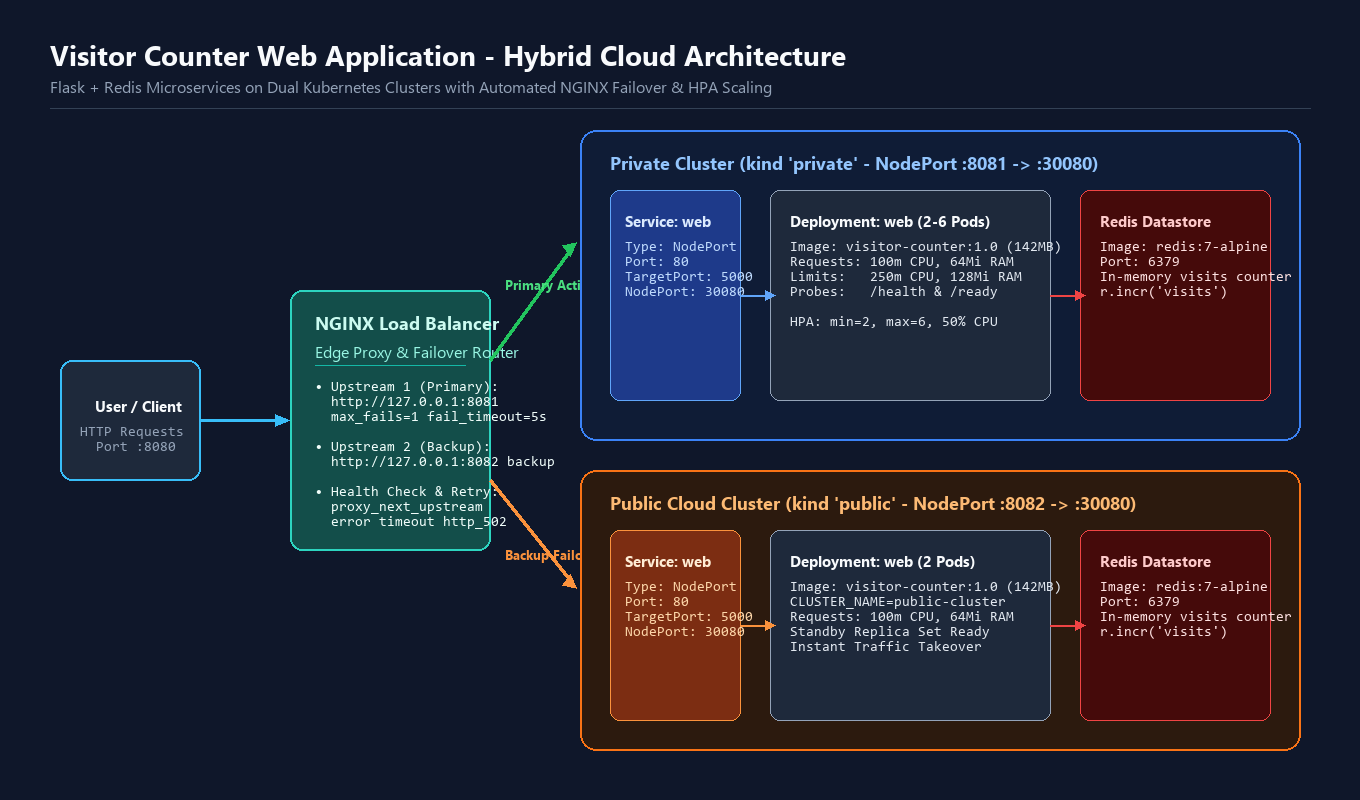 Visitor Counter Web Application - Hybrid Cloud Architecture
Flask + Redis Microservices on Dual Kubernetes Clusters with Automated NGINX Failover & HPA Scaling
User / Client
HTTP Requests
Port :8080
NGINX Load Balancer
Edge Proxy & Failover Router
• Upstream 1 (Primary):
http://127.0.0.1:8081
max_fails=1 fail_timeout=5s
• Upstream 2 (Backup):
http://127.0.0.1:8082 backup
• Health Check & Retry:
proxy_next_upstream
error timeout http_502
Primary Acti
Backup Failo
Private Cluster (kind 'private' - NodePort :8081 -> :30080)
Service: web
Type: NodePort
Port: 80
TargetPort: 5000
NodePort: 30080
Deployment: web (2-6 Pods)
Image: visitor-counter:1.0 (142MB)
Requests: 100m CPU, 64Mi RAM
Limits:   250m CPU, 128Mi RAM
Probes:   /health & /ready
HPA: min=2, max=6, 50% CPU
Redis Datastore
Image: redis:7-alpine
Port: 6379
In-memory visits counter
r.incr('visits')
Public Cloud Cluster (kind 'public' - NodePort :8082 -> :30080)
Service: web
Type: NodePort
Port: 80
TargetPort: 5000
NodePort: 30080
Deployment: web (2 Pods)
Image: visitor-counter:1.0 (142MB)
CLUSTER_NAME=public-cluster
Requests: 100m CPU, 64Mi RAM
Standby Replica Set Ready
Instant Traffic Takeover
Redis Datastore
Image: redis:7-alpine
Port: 6379
In-memory visits counter
r.incr('visits')